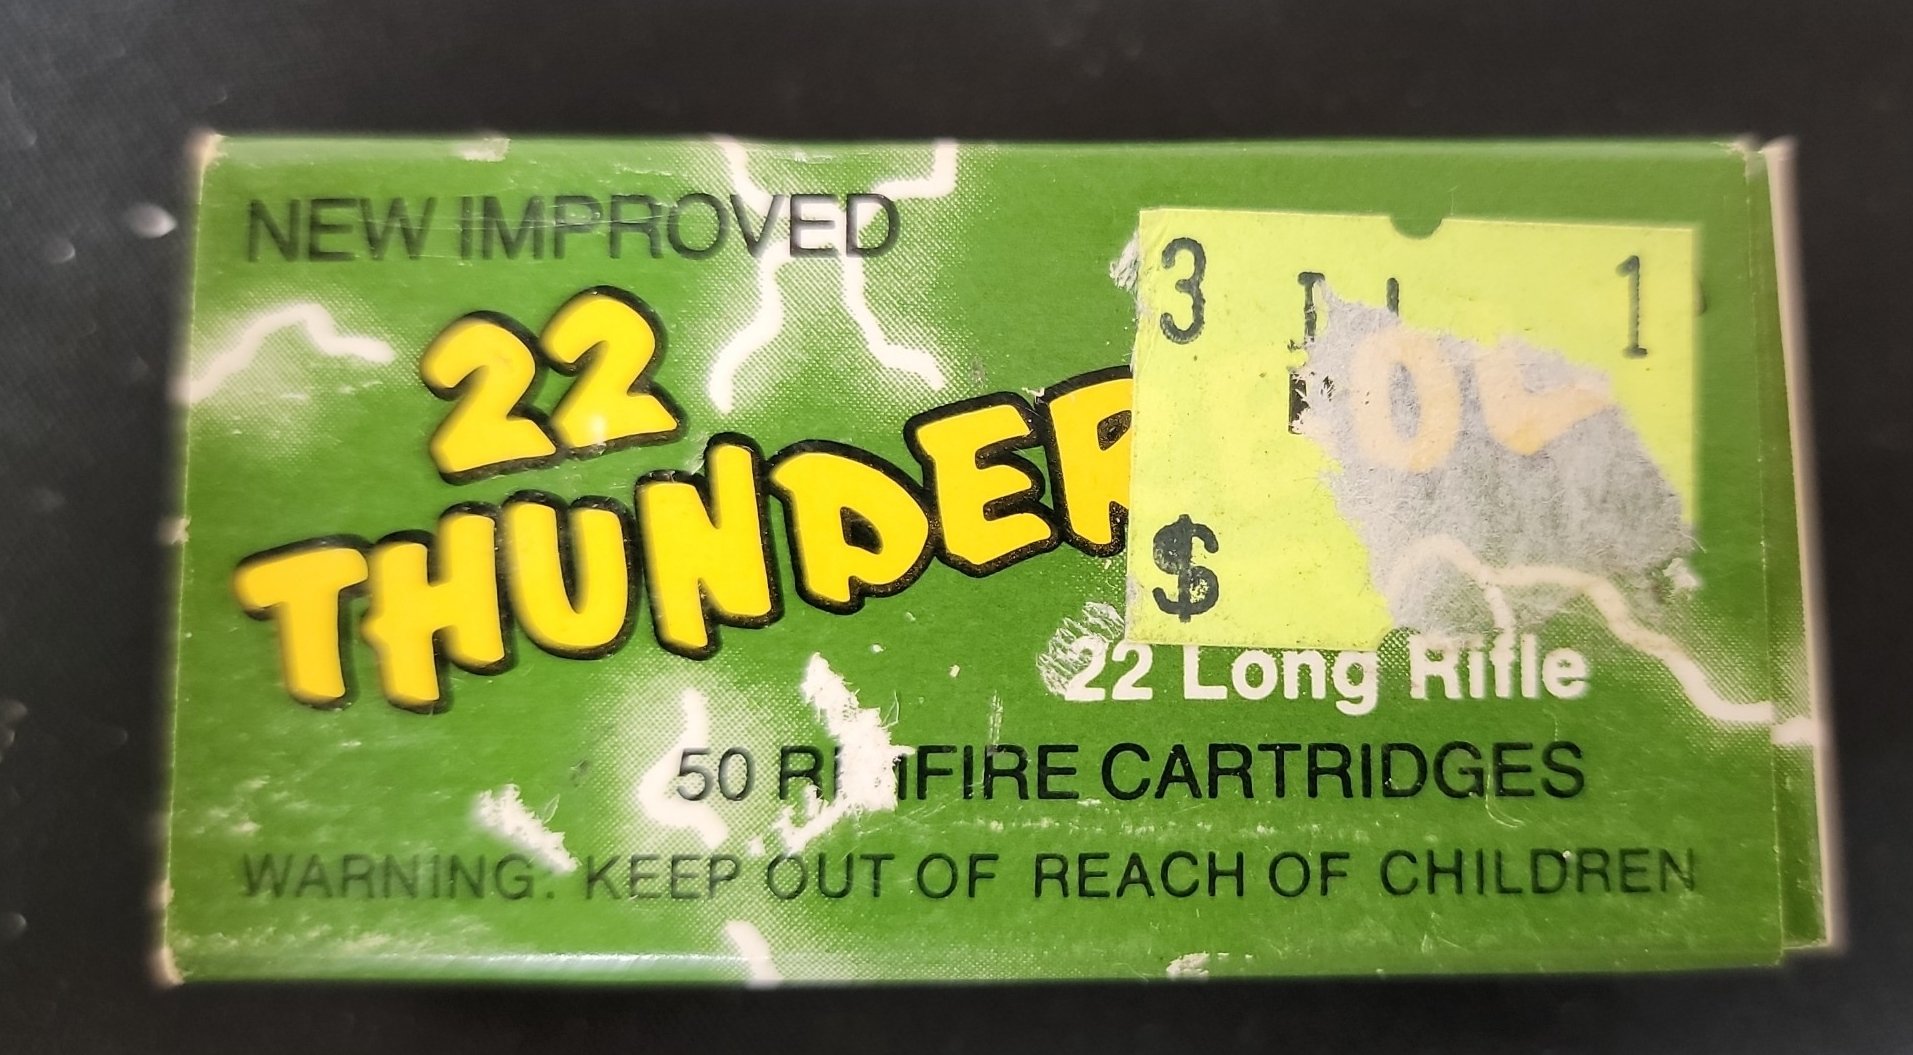 NEW IMPROVED
3 1
22
THUNDER
$
22 Long Rifle
50 RIMFIRE CARTRIDGES
WARNING: KEEP OUT OF REACH OF CHILDREN